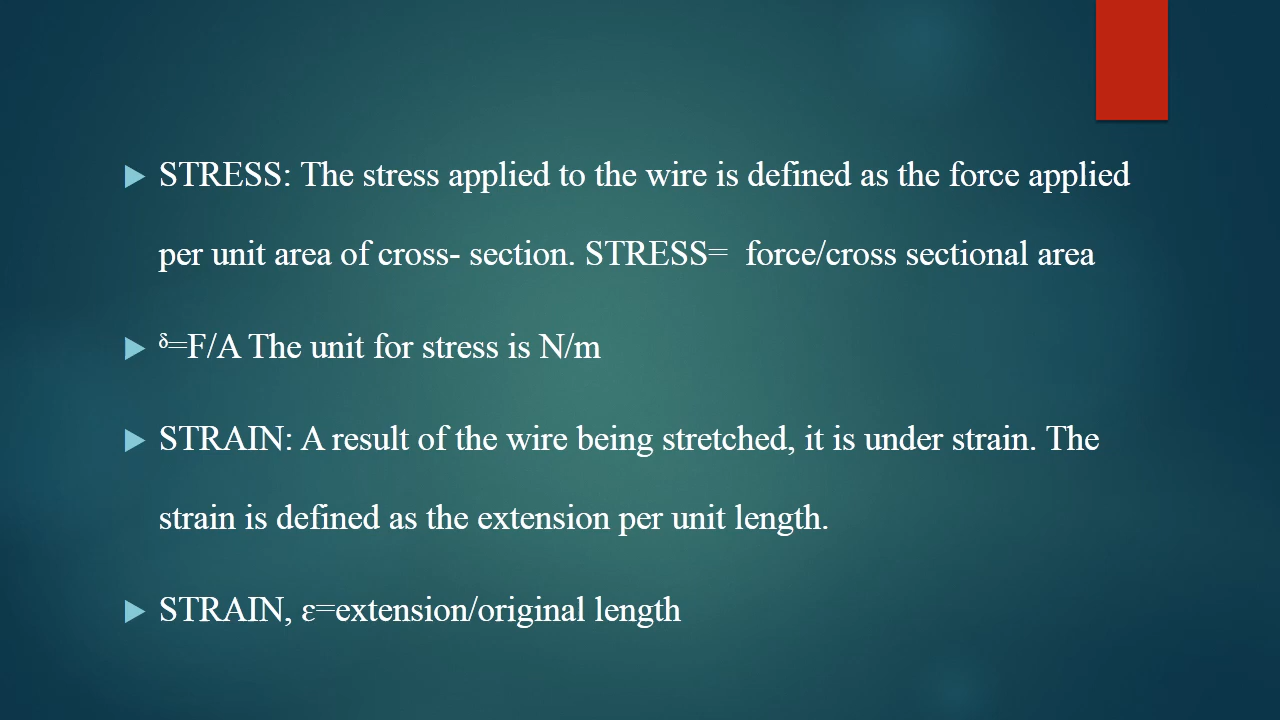 STRESS: The stress applied to the wire is defined as the force applied
per unit area of cross- section. STRESS=  force/cross sectional area
ᵟ=F/A The unit for stress is N/m
STRAIN: A result of the wire being stretched, it is under strain. The
strain is defined as the extension per unit length.
STRAIN, ε=extension/original length